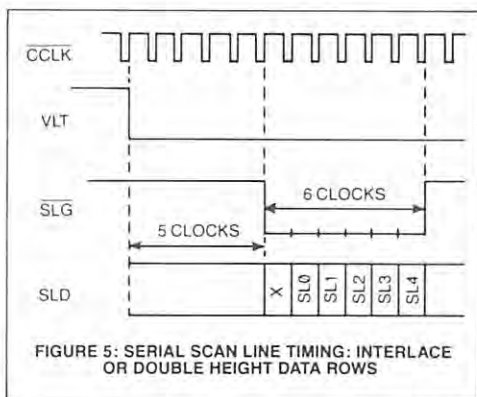 CCLK
VLT
SLG
6 CLOCKS
5 CLOCKS
SLD
X SL0 SL1 SL2 SL3 SL4
FIGURE 5: SERIAL SCAN LINE TIMING: INTERLACE
OR DOUBLE HEIGHT DATA ROWS